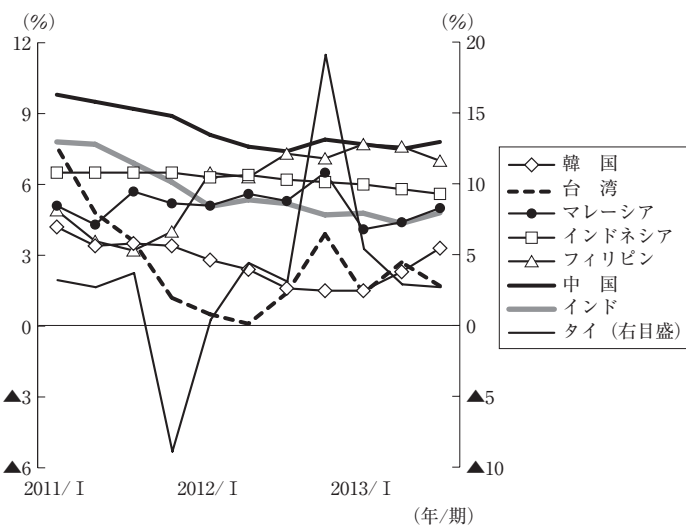 (%)
(%)
12
20
9
15
6
10
3
5
0
0
▲3
▲5
▲6
▲10
2011/Ⅰ
2012/Ⅰ
2013/Ⅰ
(年/期)
韓　国
台　湾
マレーシア
インドネシア
フィリピン
中　国
インド
タイ（右目盛）